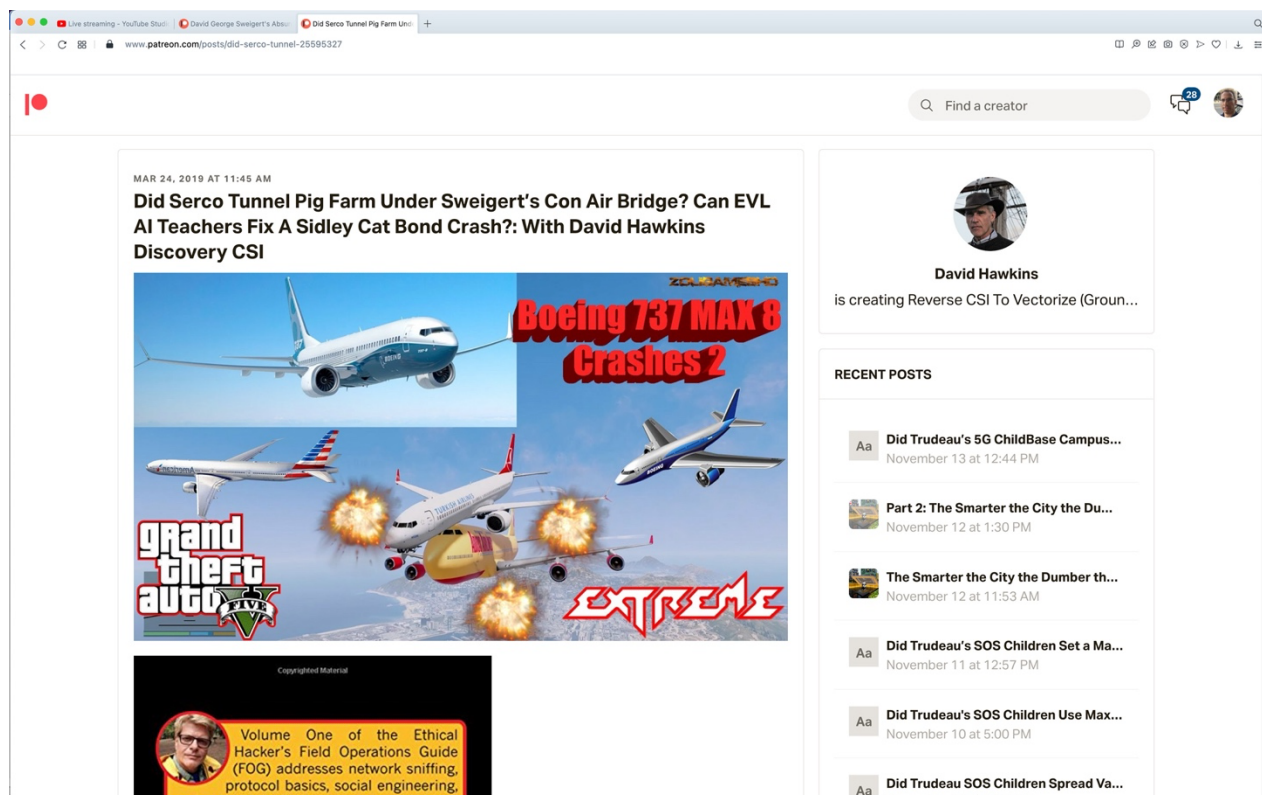 Live streaming - YouTube Studi
David George Sweigert's Absu
Did Serco Tunnel Pig Farm Und
www.patreon.com/posts/did-serco-tunnel-25595327
Find a creator
28
MAR 24, 2019 AT 11:45 AM
Did Serco Tunnel Pig Farm Under Sweigert's Con Air Bridge? Can EVL
AI Teachers Fix A Sidley Cat Bond Crash?: With David Hawkins
Discovery CSI
Boeing 737 MAX 8
Crashes 2
BOEING
American
TURKISH AIRLINES
BOEING
grand
theft
auto
FIVE
EXTREME
Copyrighted Material
Volume One of the Ethical
Hacker's Field Operations Guide
(FOG) addresses network sniffing,
protocol basics, social engineering,
David Hawkins
is creating Reverse CSI To Vectorize (Groun...
RECENT POSTS
Aa
Did Trudeau's 5G ChildBase Campus...
November 13 at 12:44 PM
Part 2: The Smarter the City the Du...
November 12 at 1:30 PM
The Smarter the City the Dumber th...
November 12 at 11:53 AM
Aa
Did Trudeau's SOS Children Set a Ma...
November 11 at 12:57 PM
Aa
Did Trudeau's SOS Children Use Max...
November 10 at 5:00 PM
Aa
Did Trudeau SOS Children Spread Va...